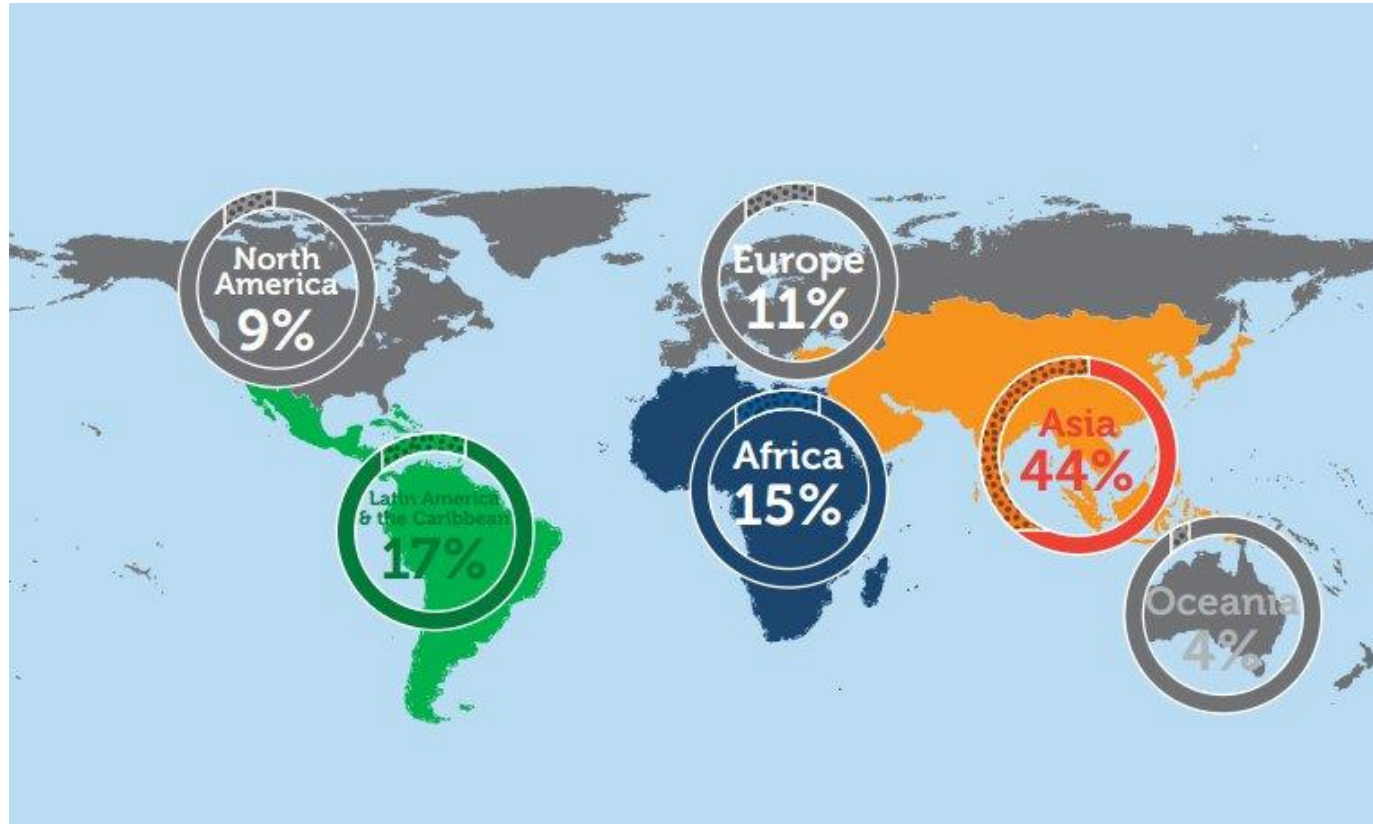 North
America
9%
Europe
11%
Latin America
& the Caribbean
17%
Africa
15%
Asia
44%
Oceania
4%